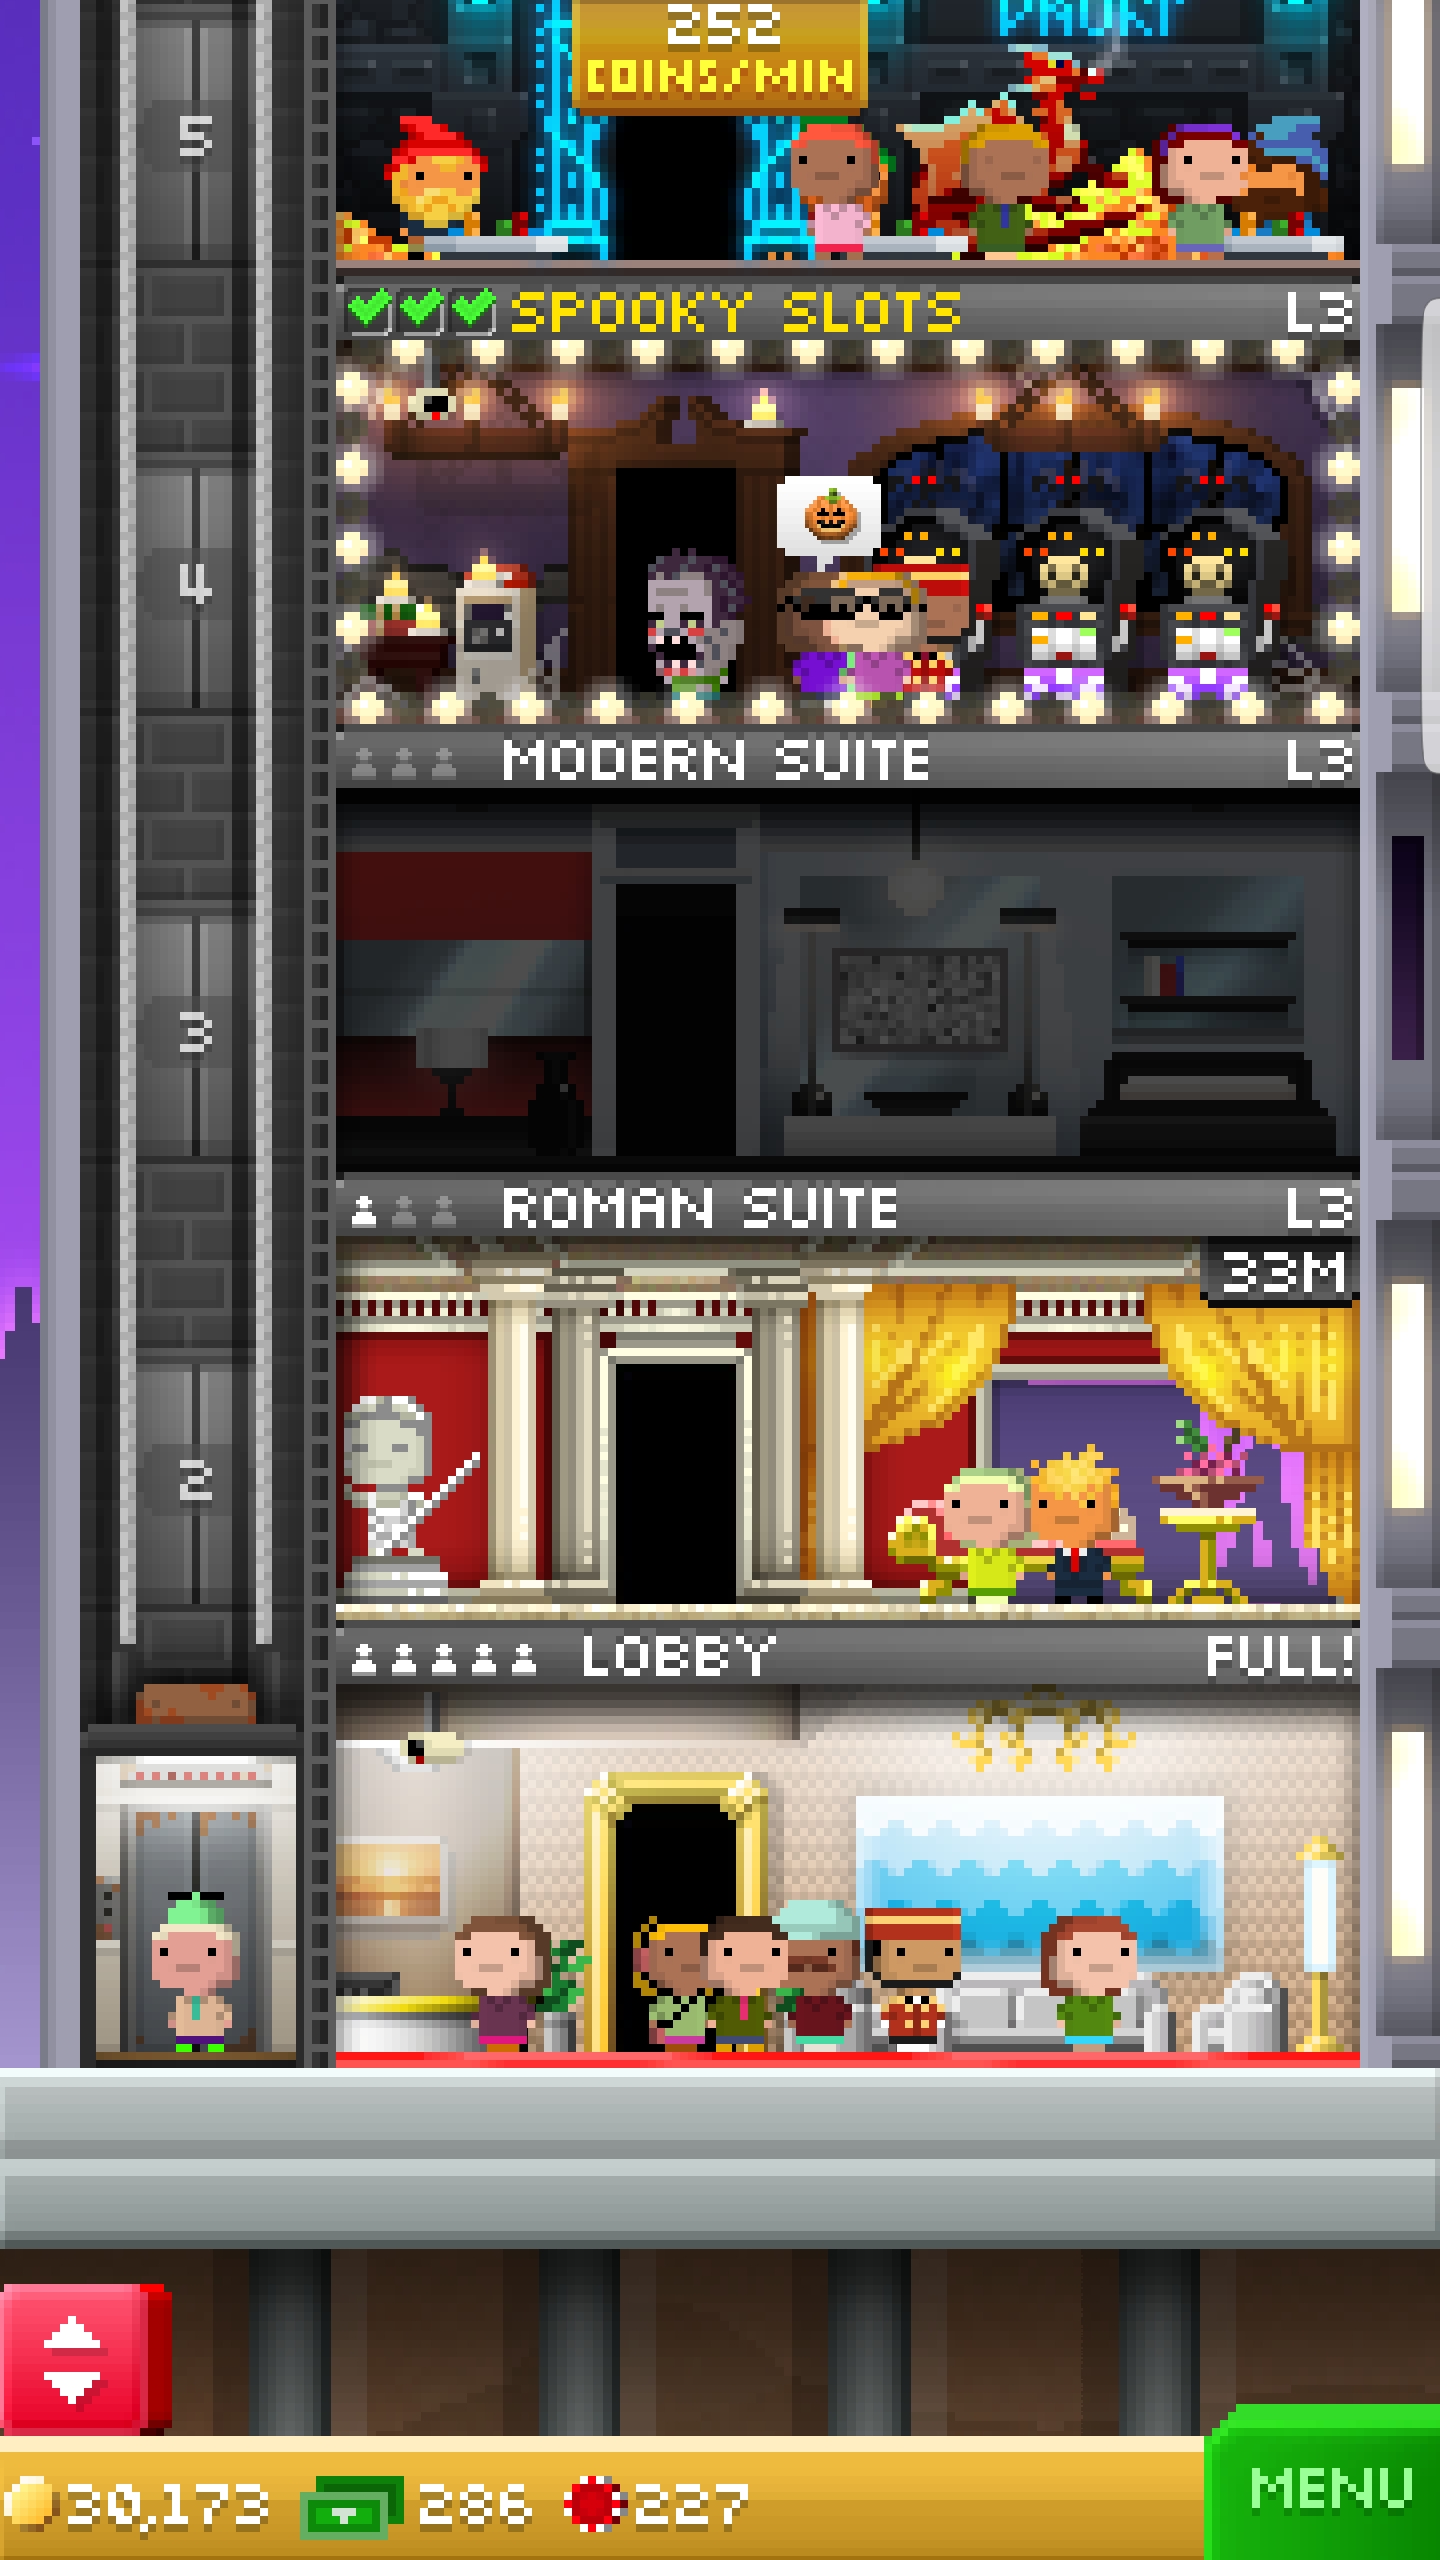 252
COINS/MIN
5
SPOOKY SLOTS L3
4
MODERN SUITE L3
3
ROMAN SUITE L3
33M
2
LOBBY FULL!
30,173 286 227
MENU